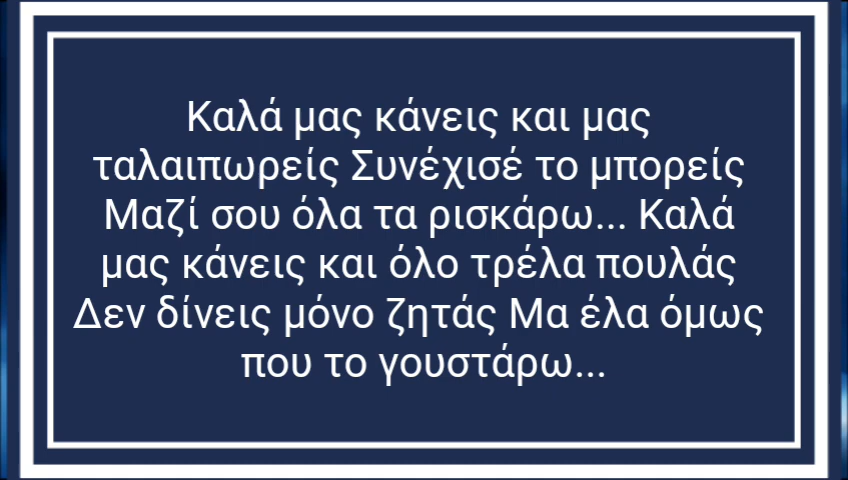 Καλά μας κάνεις και μας
ταλαιπωρείς Συνέχισέ το μπορείς
Μαζί σου όλα τα ρισκάρω... Καλά
μας κάνεις και όλο τρέλα πουλάς
Δεν δίνεις μόνο ζητάς Μα έλα όμως
που το γουστάρω...